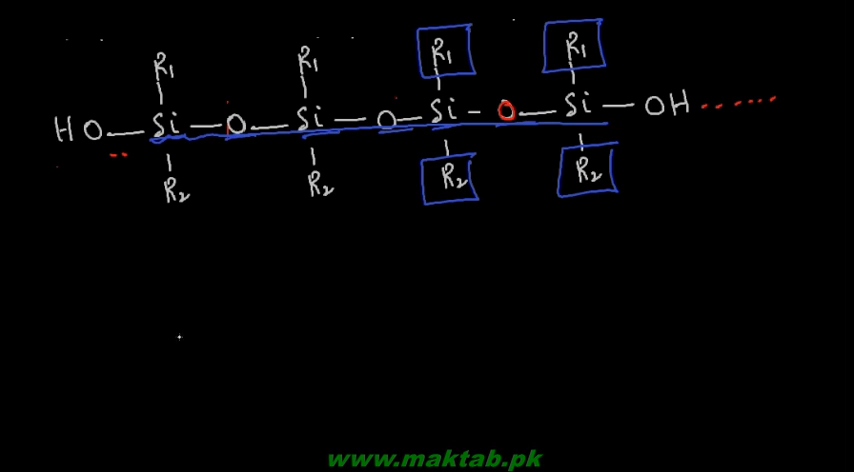 R1 R1 R1 R1
HO—Si—O—Si—O—Si-O—Si—OH......
R2 R2 R2 R2
www.maktab.pk